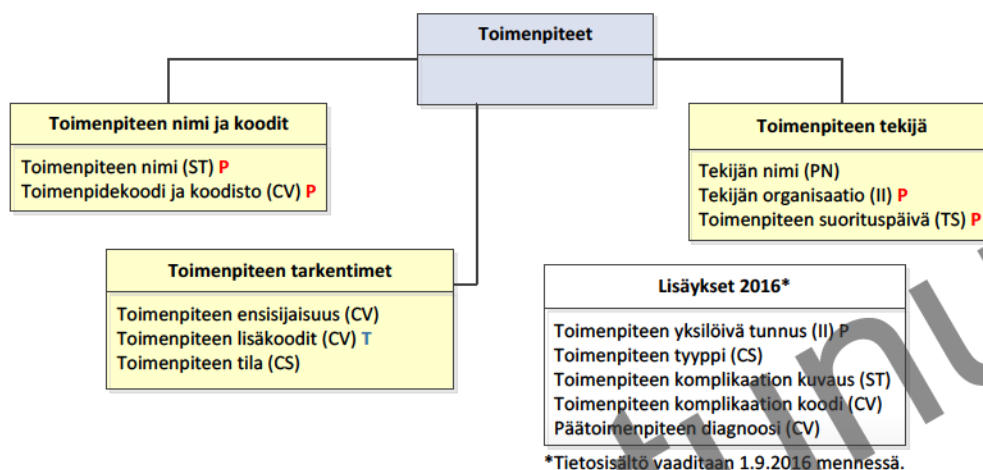 Toimenpiteet
Toimenpiteen nimi ja koodit
Toimenpiteen nimi (ST) P
Toimenpidekoodi ja koodisto (CV) P
Toimenpiteen tekijä
Tekijän nimi (PN)
Tekijän organisaatio (II) P
Toimenpiteen suorituspäivä (TS) P
Toimenpiteen tarkentimet
Toimenpiteen ensisijaisuus (CV)
Toimenpiteen lisäkoodit (CV) T
Toimenpiteen tila (CS)
Lisäykset 2016*
Toimenpiteen yksilöivä tunnus (II) P
Toimenpiteen tyyppi (CS)
Toimenpiteen komplikaation kuvaus (ST)
Toimenpiteen komplikaation koodi (CV)
Päätoimenpiteen diagnoosi (CV)
*Tietosisältö vaaditaan 1.9.2016 mennessä.